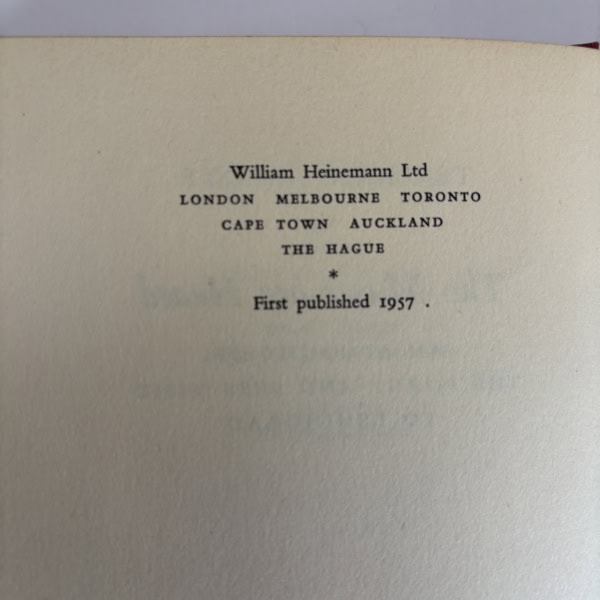 William Heinemann Ltd
LONDON MELBOURNE TORONTO
CAPE TOWN AUCKLAND
THE HAGUE
*
First published 1957 .